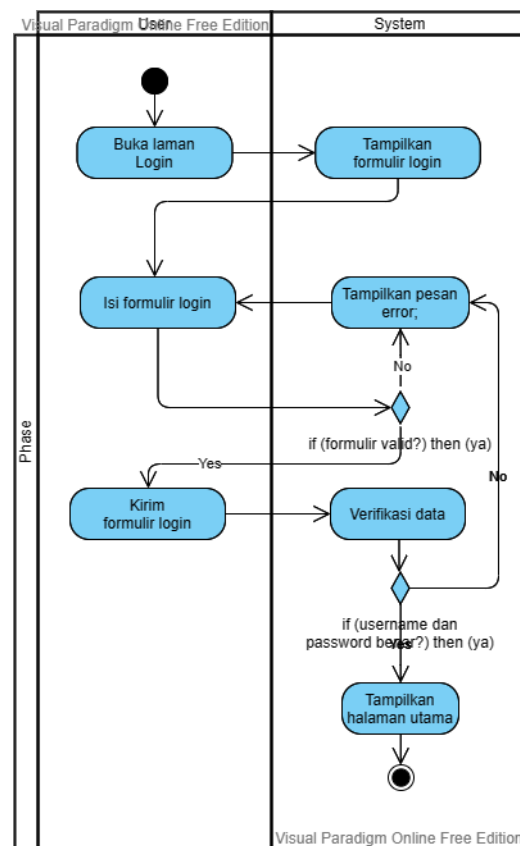 Visual Paradigm Online Free Edition
User
System
Buka laman
Login
Tampilkan
formulir login
Isi formulir login
Tampilkan pesan
error;
No
if (formulir valid?) then (ya)
Yes
No
Phase
Kirim
formulir login
Verifikasi data
if (username dan
password benar?) then (ya)
Yes
Tampilkan
halaman utama
Visual Paradigm Online Free Edition